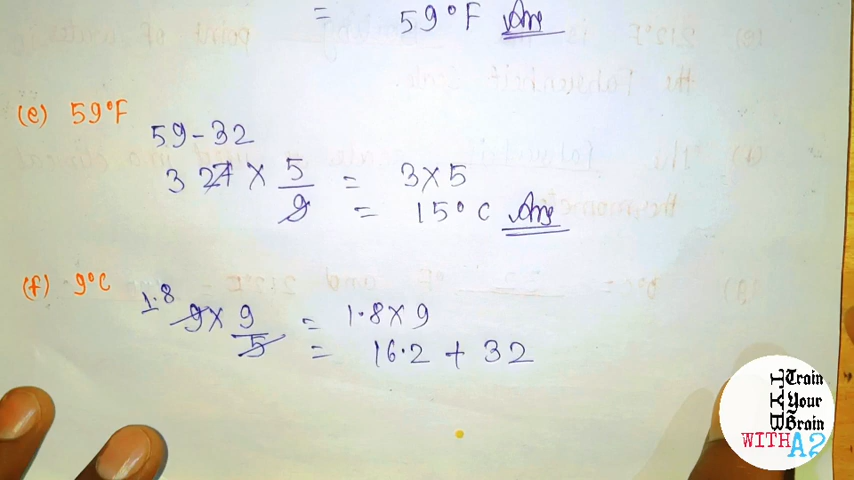 = 59°F Ans
(e) 59°F
59-32
3 27 × 5/9 = 3×5
= 15°C Ans
(f) 9°C
1.8 9× 9/5 = 1.8×9
= 16.2 + 32
Train
Your
Brain
TYB
WITH A2